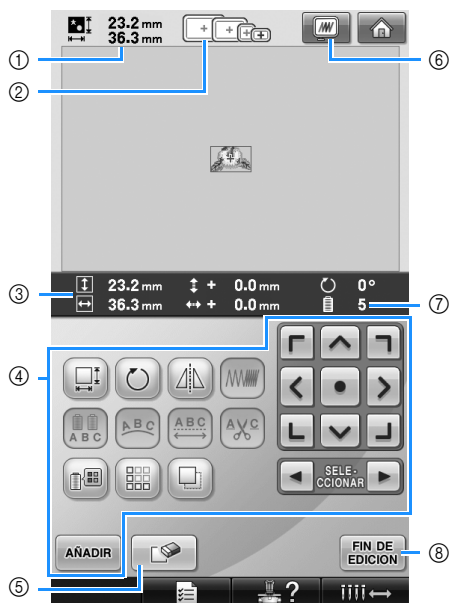 23.2 mm
36.3 mm
①
②
⑥
③
23.2 mm + 0.0 mm 0°
36.3 mm + 0.0 mm 5
⑦
④
A B C
A B C
A B C
A C
SELE-
CCIONAR
AÑADIR
FIN DE
EDICION
⑧
⑤
?